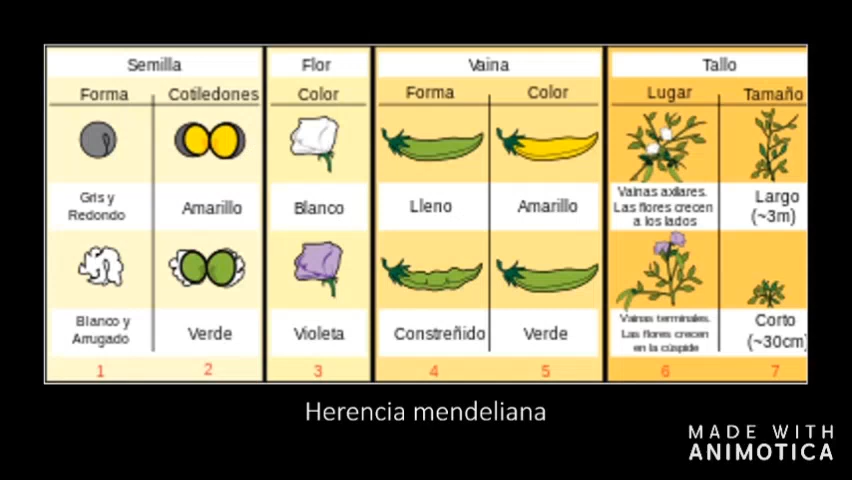 Semilla Flor Vaina Tallo
Forma Cotiledones Color Forma Color Lugar Tamaño
Gris y
Redondo
Amarillo
Blanco
Lleno
Amarillo
Vainas axilares.
Las flores crecen
a los lados
Largo
(~3m)
Blanco y
Arrugado
Verde
Violeta
Constreñido
Verde
Vainas terminales.
Las flores crecen
en la cúspide
Corto
(~30cm)
1 2 3 4 5 6 7
Herencia mendeliana
MADE WITH
ANIMOTICA